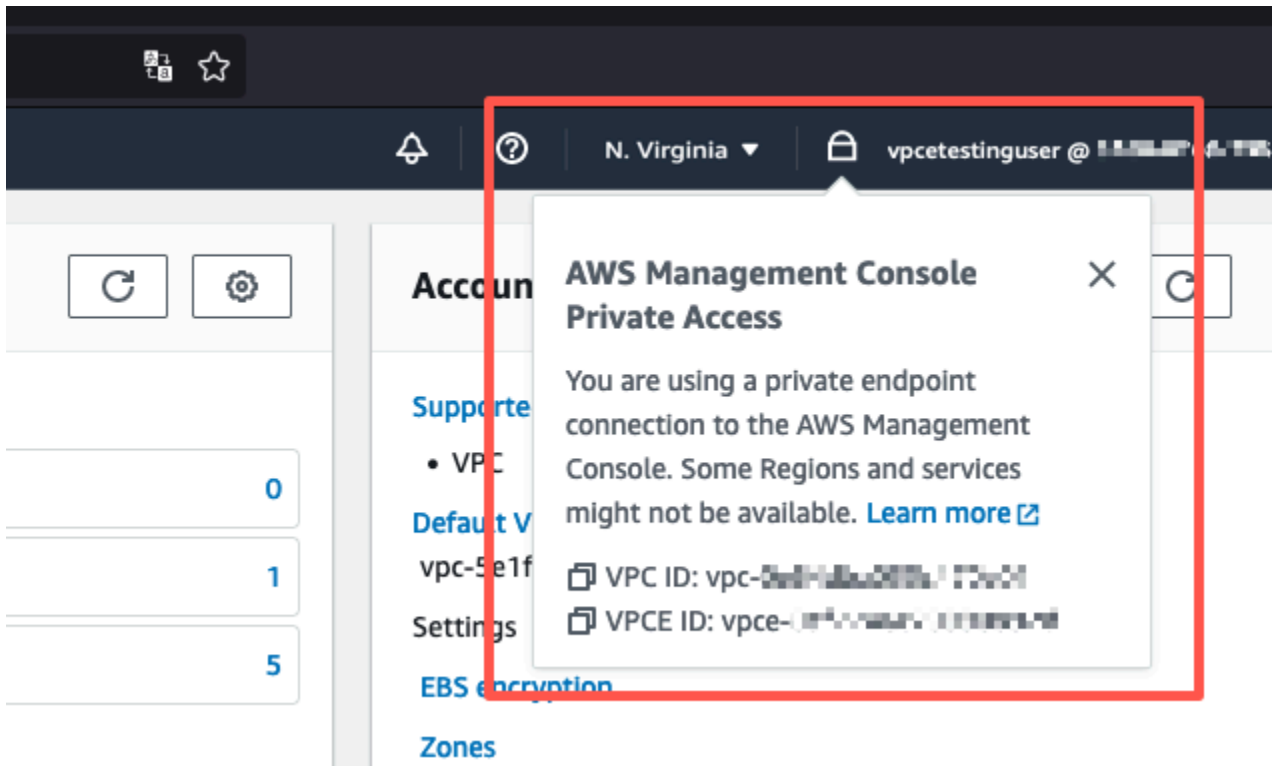 N. Virginia
vpcetestinguser @
Accoun
AWS Management Console
Private Access
You are using a private endpoint
connection to the AWS Management
Console. Some Regions and services
might not be available. Learn more
VPC ID: vpc-
VPCE ID: vpce-
Supporte
• VPC
Default V
vpc-5e1f
Settings
EBS encryption
Zones
0
1
5